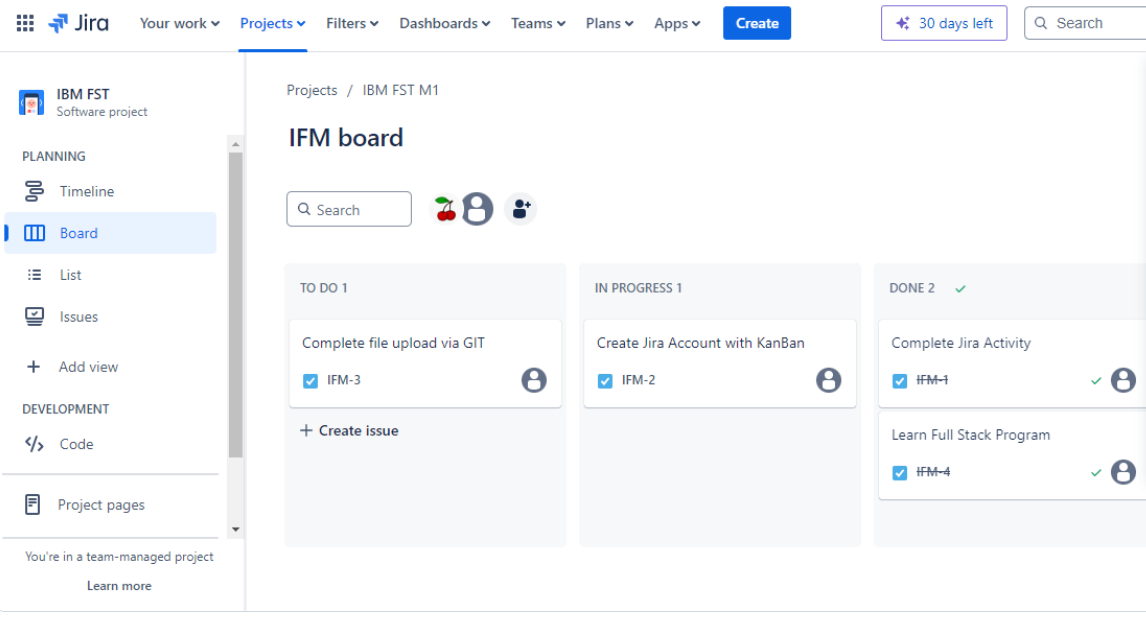 Jira Your work Projects Filters Dashboards Teams Plans Apps Create 30 days left Search
IBM FST
Software project
PLANNING
Timeline
Board
List
Issues
Add view
DEVELOPMENT
Code
Project pages
You're in a team-managed project
Learn more
Projects / IBM FST M1
IFM board
Search
TO DO 1
Complete file upload via GIT
IFM-3
+ Create issue
IN PROGRESS 1
Create Jira Account with KanBan
IFM-2
DONE 2
Complete Jira Activity
IFM-1
Learn Full Stack Program
IFM-4